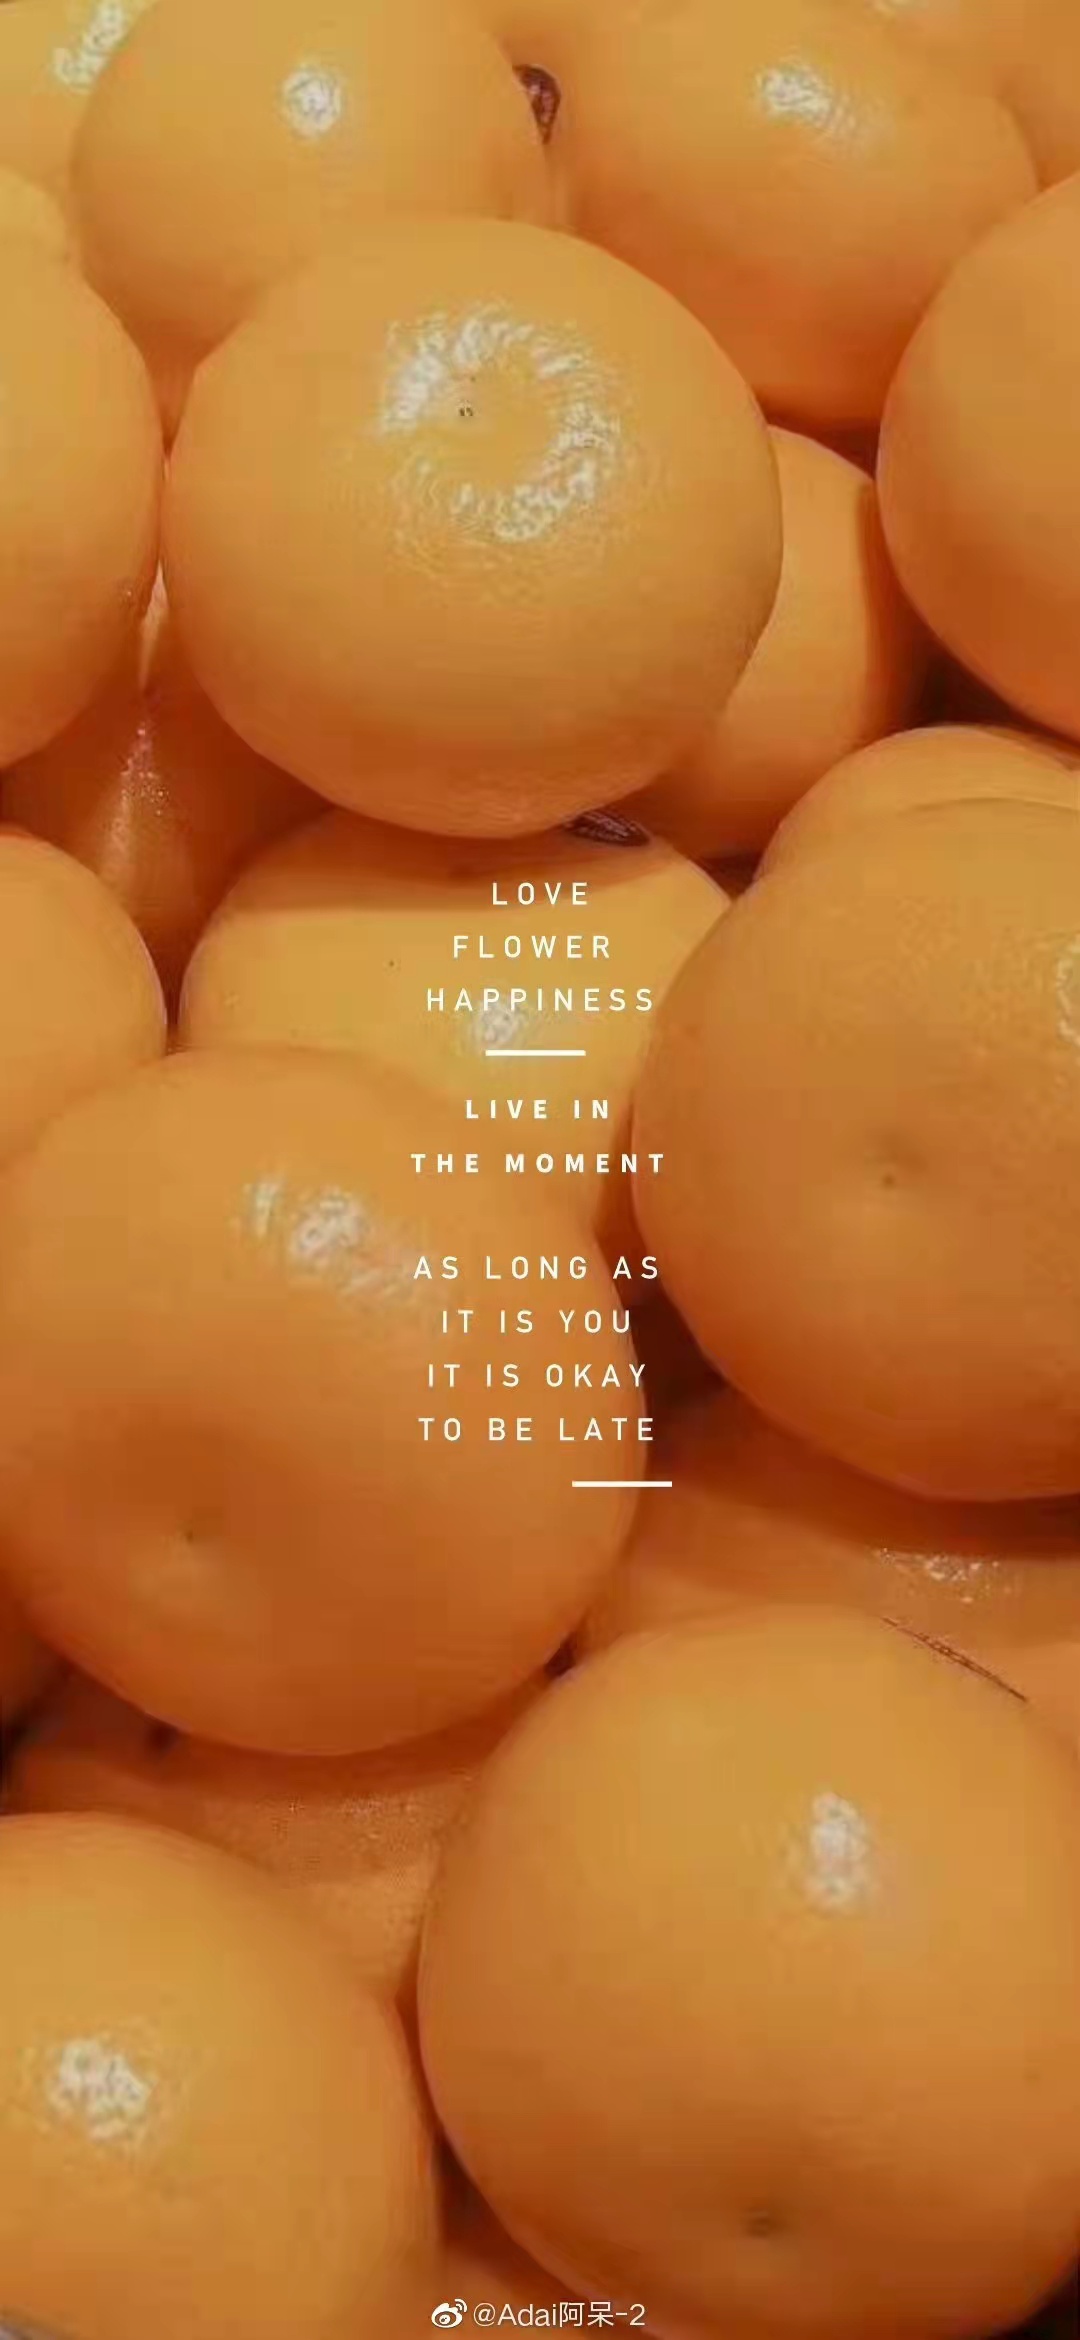 LOVE
FLOWER
HAPPINESS
LIVE IN
THE MOMENT
AS LONG AS
IT IS YOU
IT IS OKAY
TO BE LATE
@Adai阿呆-2